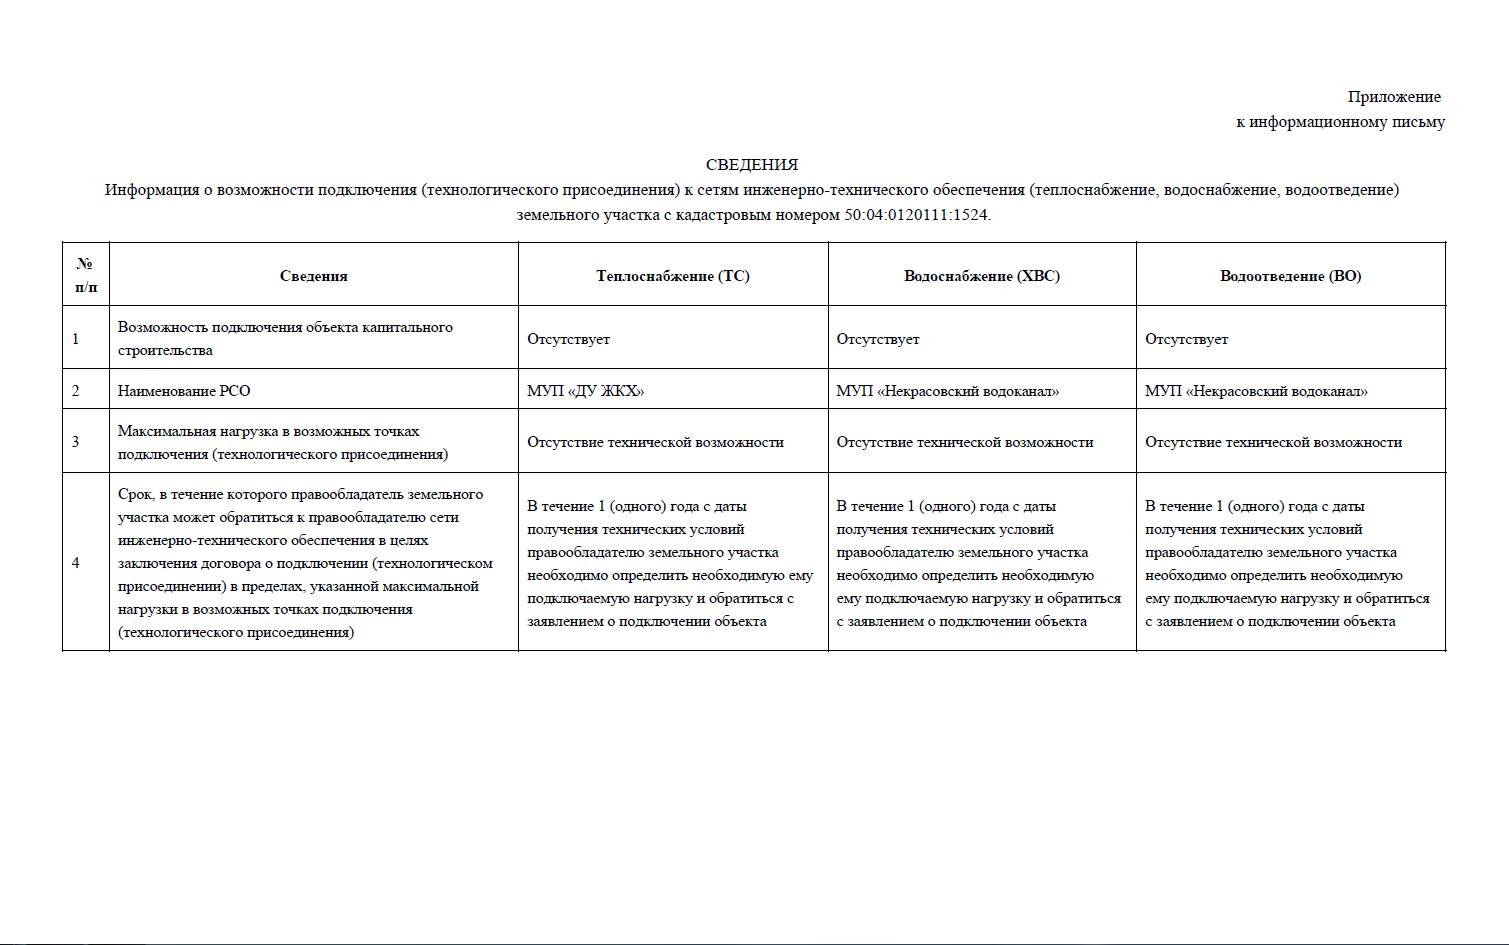 Приложение
к информационному письму
СВЕДЕНИЯ
Информация о возможности подключения (технологического присоединения) к сетям инженерно-технического обеспечения (теплоснабжение, водоснабжение, водоотведение)
земельного участка с кадастровым номером 50:04:0120111:1524.
№
п/п
Сведения
Теплоснабжение (ТС)
Водоснабжение (ХВС)
Водоотведение (ВО)
1
Возможность подключения объекта капитального
строительства
Отсутствует
Отсутствует
Отсутствует
2
Наименование РСО
МУП «ДУ ЖКХ»
МУП «Некрасовский водоканал»
МУП «Некрасовский водоканал»
3
Максимальная нагрузка в возможных точках
подключения (технологического присоединения)
Отсутствие технической возможности
Отсутствие технической возможности
Отсутствие технической возможности
4
Срок, в течение которого правообладатель земельного
участка может обратиться к правообладателю сети
инженерно-технического обеспечения в целях
заключения договора о подключении (технологическом
присоединении) в пределах, указанной максимальной
нагрузки в возможных точках подключения
(технологического присоединения)
В течение 1 (одного) года с даты
получения технических условий
правообладателю земельного участка
необходимо определить необходимую ему
подключаемую нагрузку и обратиться с
заявлением о подключении объекта
В течение 1 (одного) года с даты
получения технических условий
правообладателю земельного участка
необходимо определить необходимую
ему подключаемую нагрузку и обратиться
с заявлением о подключении объекта
В течение 1 (одного) года с даты
получения технических условий
правообладателю земельного участка
необходимо определить необходимую
ему подключаемую нагрузку и обратиться
с заявлением о подключении объекта